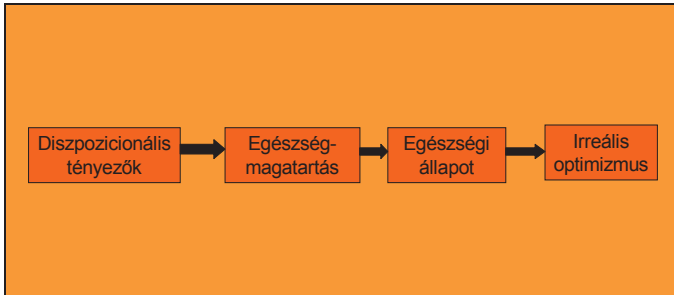 Diszpozicionális
tényezők
Egészség-
magatartás
Egészségi
állapot
Irreális
optimizmus